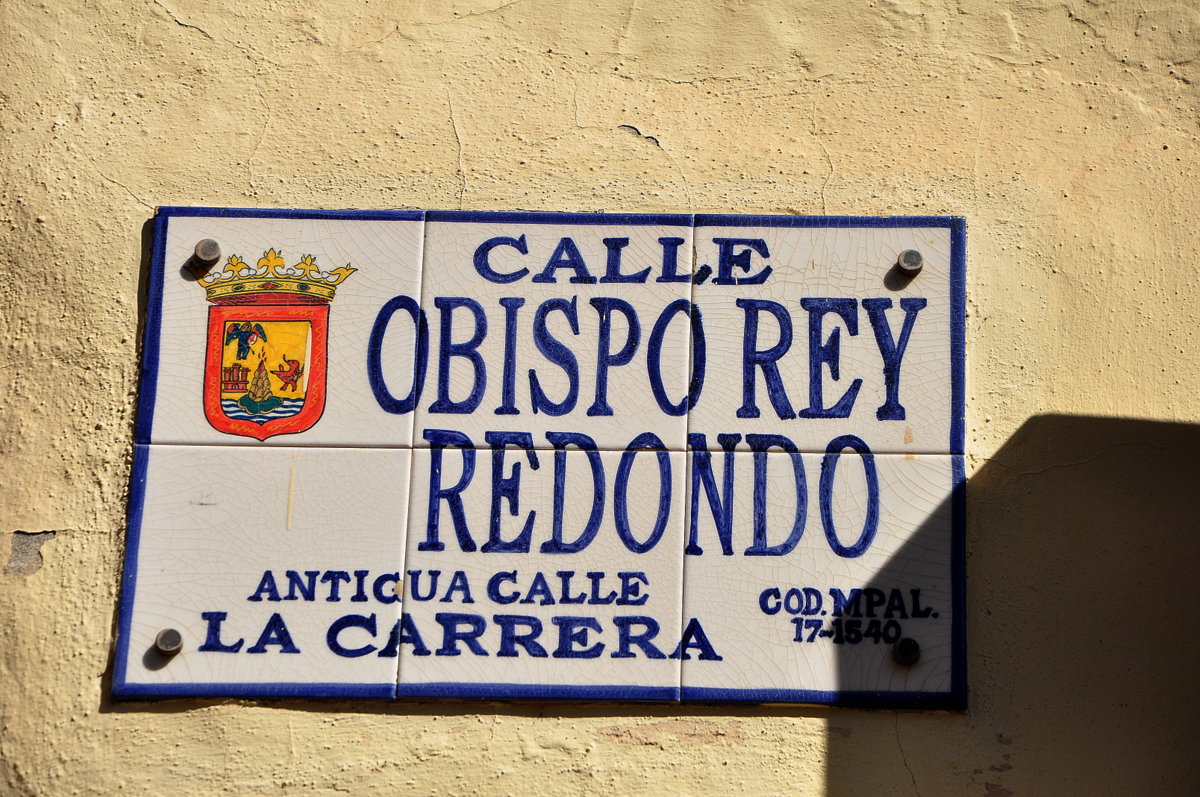 CALLE
OBISPO REY
REDONDO
ANTIGUA CALLE
LA CARRERA
COD. MPAL.
17-1540